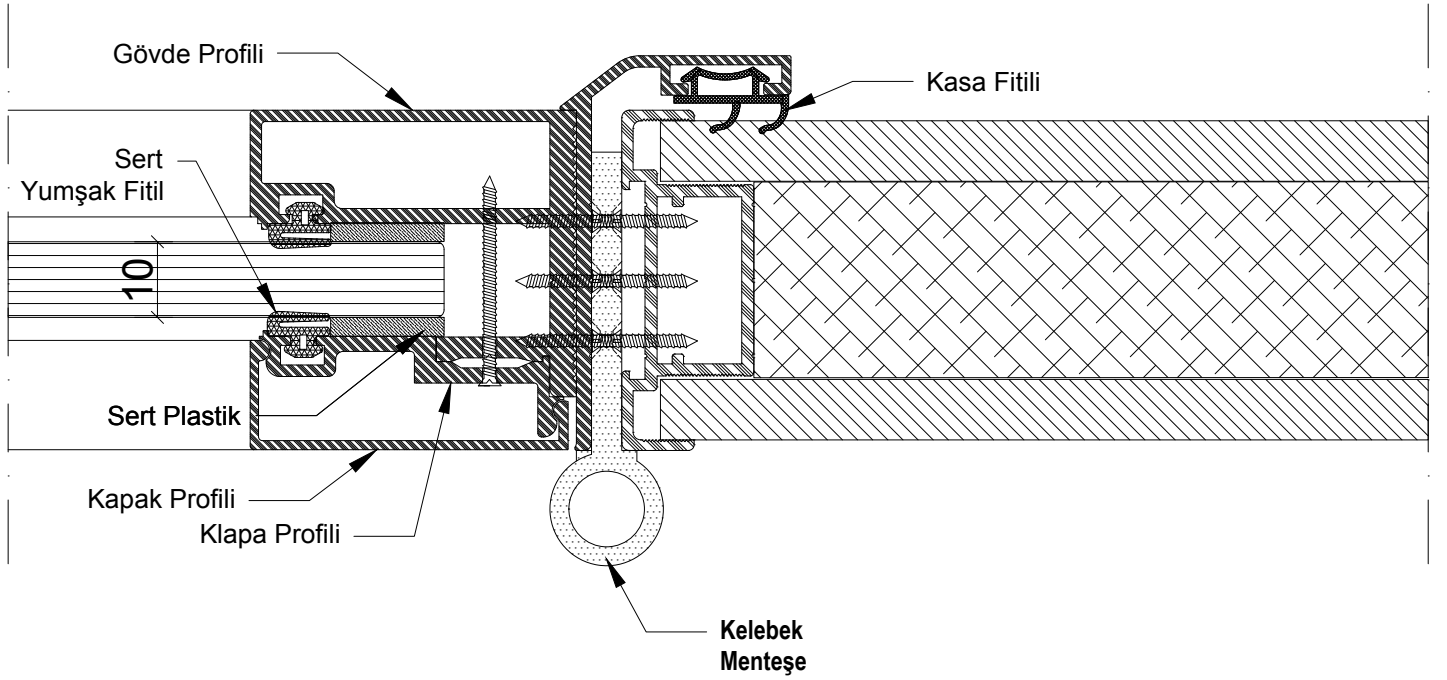 Gövde Profili
Kasa Fitili
Sert
Yumşak Fitil
10
Sert Plastik
Kapak Profili
Klapa Profili
Kelebek
Menteşe